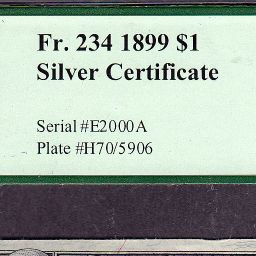 Fr. 234 1899 $1
Silver Certificate
Serial #E2000A
Plate #H70/5906